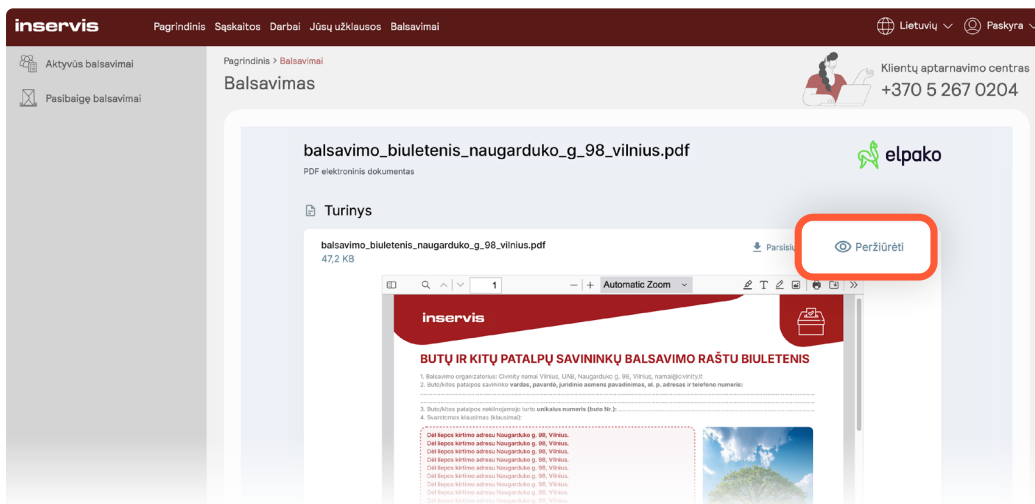 inservis
Pagrindinis Sąskaitos Darbai Jūsų užklausos Balsavimai
Lietuvių
Paskyra
Aktyvūs balsavimai
Pasibaigę balsavimai
Pagrindinis > Balsavimai
Balsavimas
Klientų aptarnavimo centras
+370 5 267 0204
balsavimo_biuletenis_naugarduko_g_98_vilnius.pdf
PDF elektroninis dokumentas
elpako
Turinys
balsavimo_biuletenis_naugarduko_g_98_vilnius.pdf
47,2 KB
Peržiūrėti
1
Automatic Zoom
inservis
BUTŲ IR KITŲ PATALPŲ SAVININKŲ BALSAVIMO RAŠTU BIULETENIS
1. Balsavimo organizatorius: Civinity namai Vilnius, UAB, Naugarduko g. 98, Vilnius, namai@civinity.lt
2. Buto/kitos patalpos savininko vardas, pavardė, juridinio asmens pavadinimas, el. p. adresas ir telefono numeris:
3. Buto/kitos patalpos nekilnojamojo turto unikalus numeris (buto Nr.):
4. Svarstomas klausimas (klausimai):
Dėl liepos kirtimo adresu Naugarduko g. 98, Vilnius.
Dėl liepos kirtimo adresu Naugarduko g. 98, Vilnius.
Dėl liepos kirtimo adresu Naugarduko g. 98, Vilnius.
Dėl liepos kirtimo adresu Naugarduko g. 98, Vilnius.
Dėl liepos kirtimo adresu Naugarduko g. 98, Vilnius.
Dėl liepos kirtimo adresu Naugarduko g. 98, Vilnius.
Dėl liepos kirtimo adresu Naugarduko g. 98, Vilnius.
Dėl liepos kirtimo adresu Naugarduko g. 98, Vilnius.